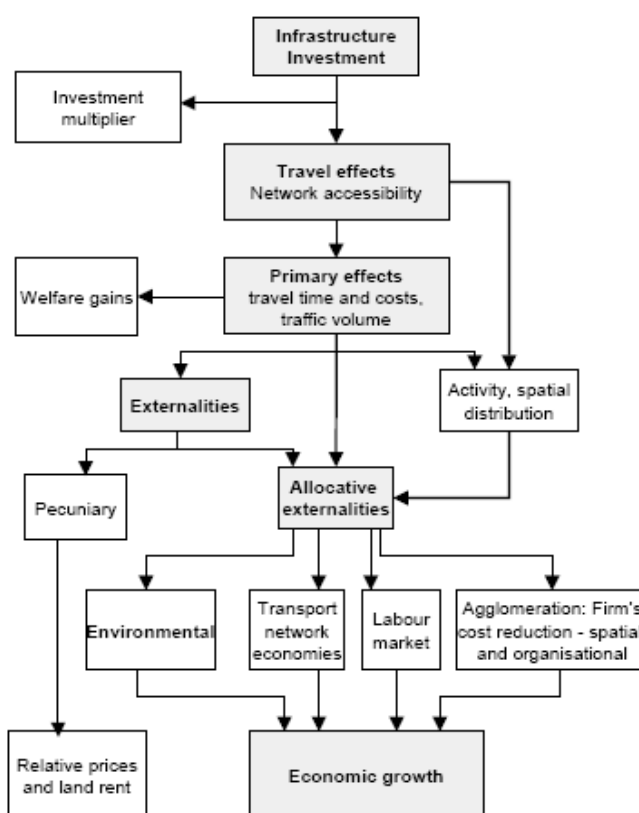 Infrastructure
Investment
Investment
multiplier
Travel effects
Network accessibility
Welfare gains
Primary effects
travel time and costs,
traffic volume
Externalities
Activity, spatial
distribution
Pecuniary
Allocative
externalities
Environmental
Transport
network
economies
Labour
market
Agglomeration: Firm's
cost reduction - spatial
and organisational
Relative prices
and land rent
Economic growth